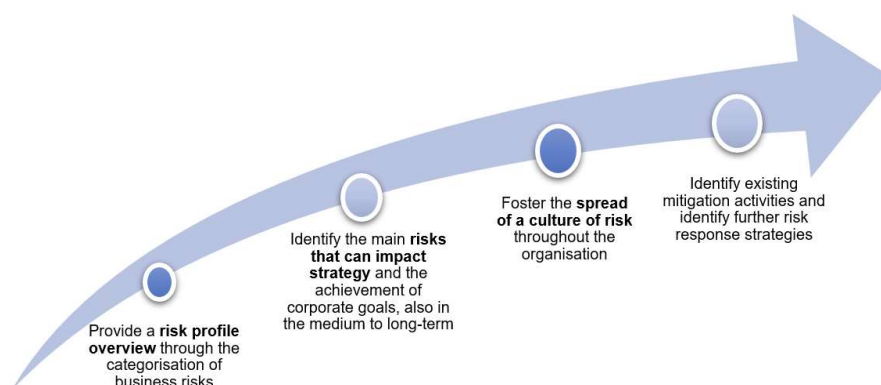 Provide a risk profile
overview through the
categorisation of
business risks
Identify the main risks
that can impact
strategy and the
achievement of
corporate goals, also in
the medium to long-term
Foster the spread
of a culture of risk
throughout the
organisation
Identify existing
mitigation activities and
identify further risk
response strategies